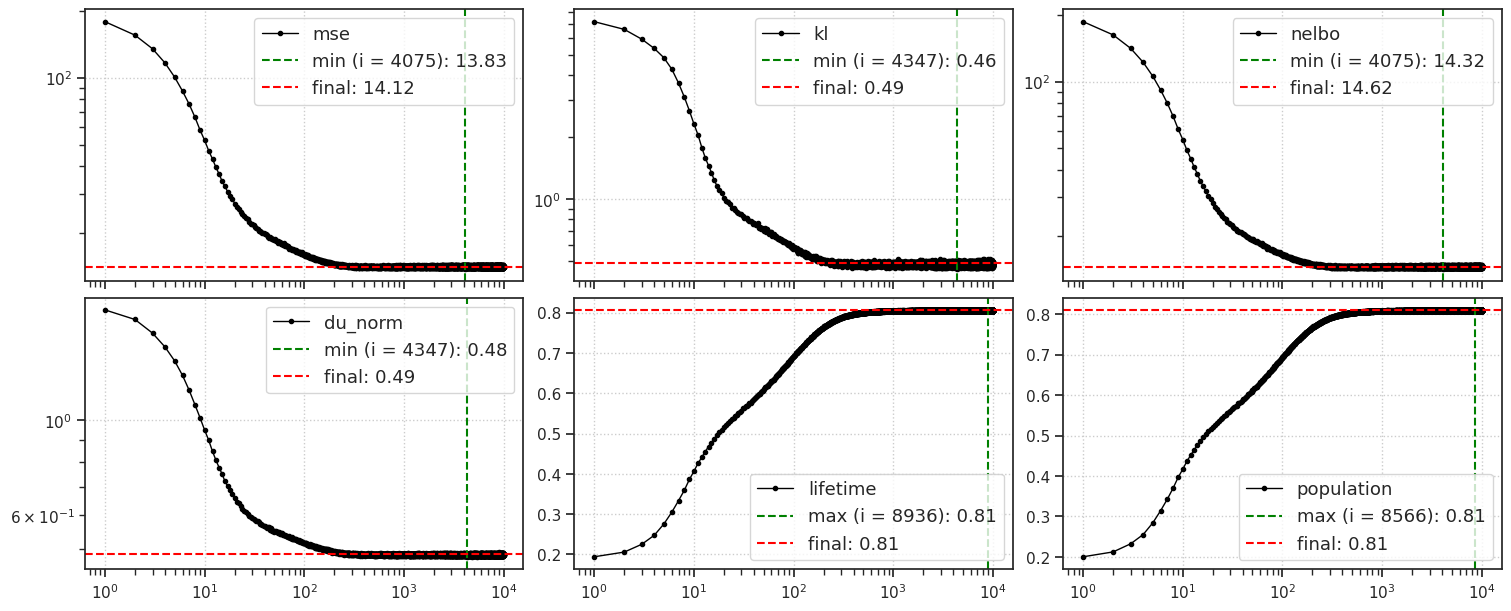 mse
min (i = 4075): 13.83
final: 14.12
10²
kl
min (i = 4347): 0.46
final: 0.49
10⁰
nelbo
min (i = 4075): 14.32
final: 14.62
10²
du_norm
min (i = 4347): 0.48
final: 0.49
10⁰
6 × 10⁻¹
10⁰ 10¹ 10² 10³ 10⁴
0.8
0.7
0.6
0.5
0.4
0.3
0.2
lifetime
max (i = 8936): 0.81
final: 0.81
10⁰ 10¹ 10² 10³ 10⁴
0.8
0.7
0.6
0.5
0.4
0.3
0.2
population
max (i = 8566): 0.81
final: 0.81
10⁰ 10¹ 10² 10³ 10⁴